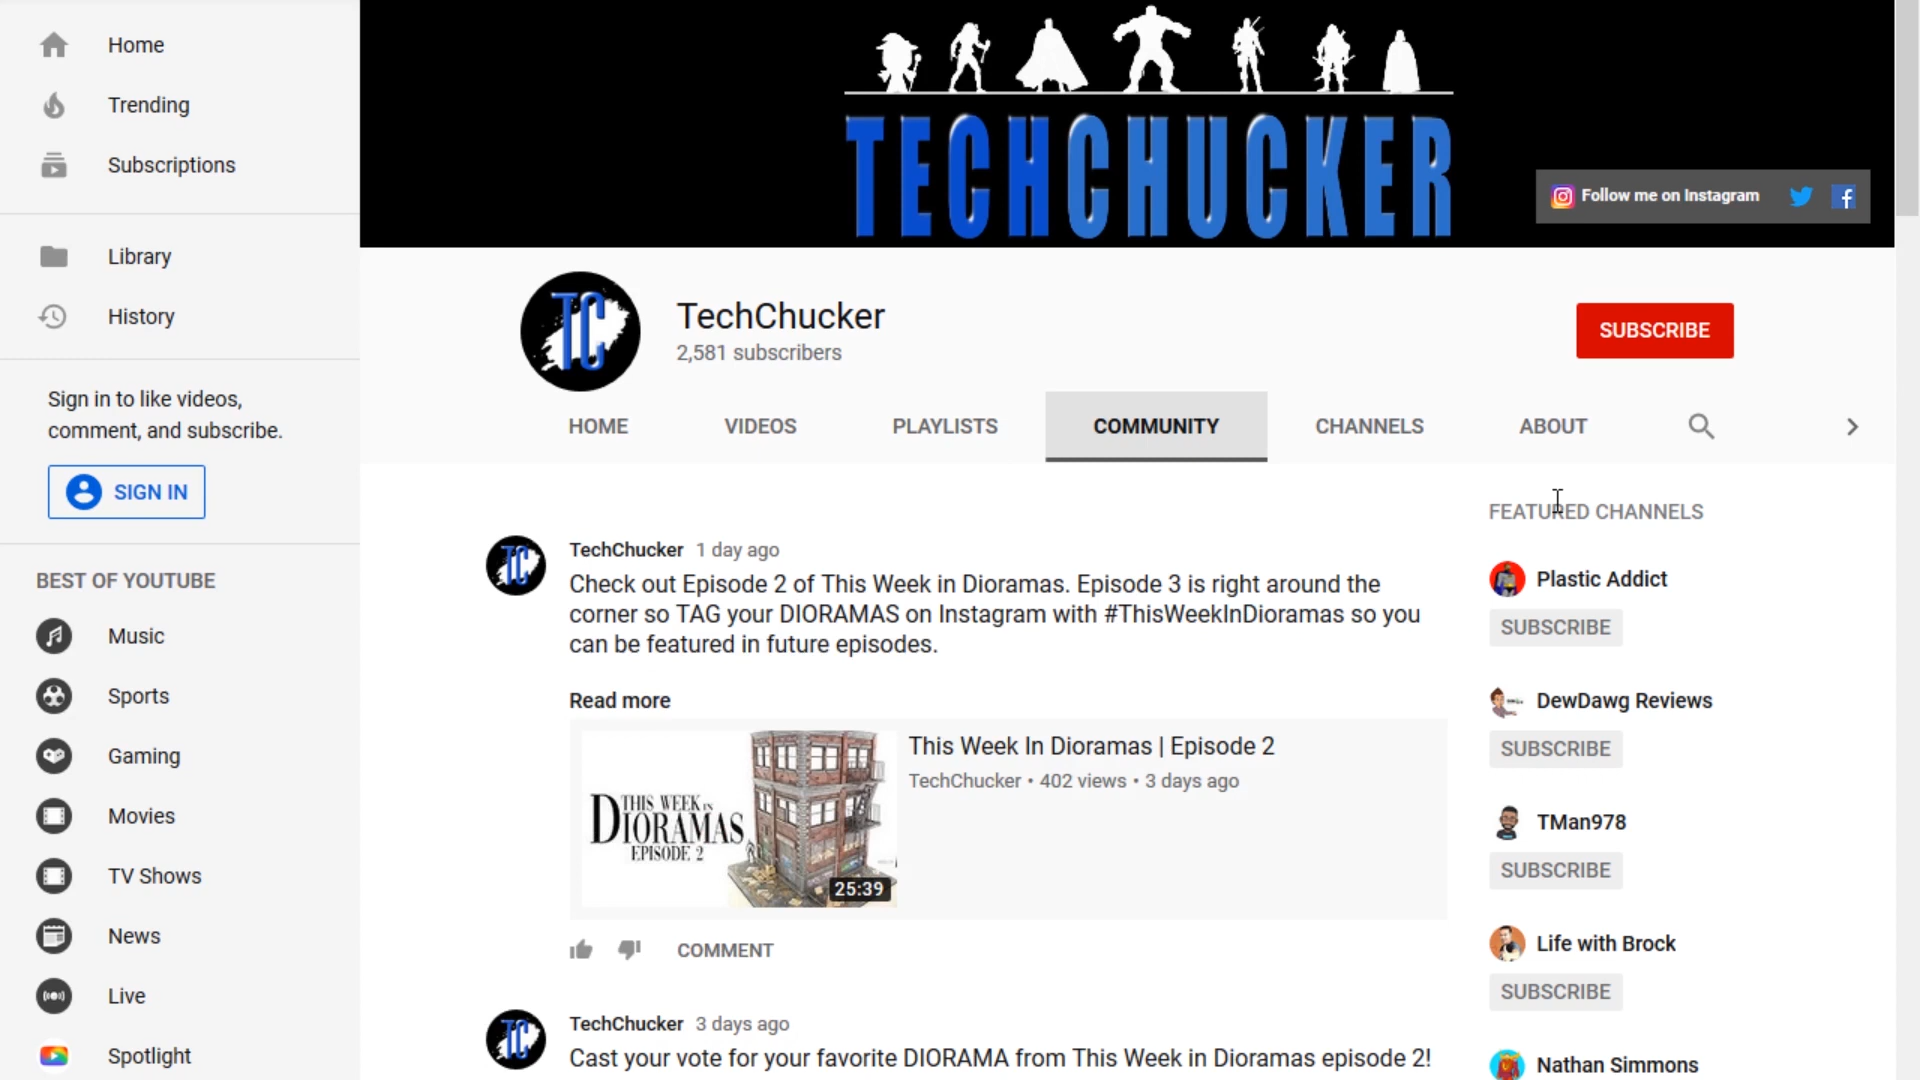 Home
Trending
Subscriptions
Library
History
Sign in to like videos,
comment, and subscribe.
SIGN IN
BEST OF YOUTUBE
Music
Sports
Gaming
Movies
TV Shows
News
Live
Spotlight
TECHCHUCKER
Follow me on Instagram
TC
TechChucker
2,581 subscribers
SUBSCRIBE
HOME VIDEOS PLAYLISTS COMMUNITY CHANNELS ABOUT
TC
TechChucker 1 day ago
Check out Episode 2 of This Week in Dioramas. Episode 3 is right around the
corner so TAG your DIORAMAS on Instagram with #ThisWeekInDioramas so you
can be featured in future episodes.
Read more
THIS WEEK IN
DIORAMAS
EPISODE 2
25:39
This Week In Dioramas | Episode 2
TechChucker • 402 views • 3 days ago
COMMENT
TC
TechChucker 3 days ago
Cast your vote for your favorite DIORAMA from This Week in Dioramas episode 2!
FEATURED CHANNELS
Plastic Addict
SUBSCRIBE
DewDawg Reviews
SUBSCRIBE
TMan978
SUBSCRIBE
Life with Brock
SUBSCRIBE
Nathan Simmons